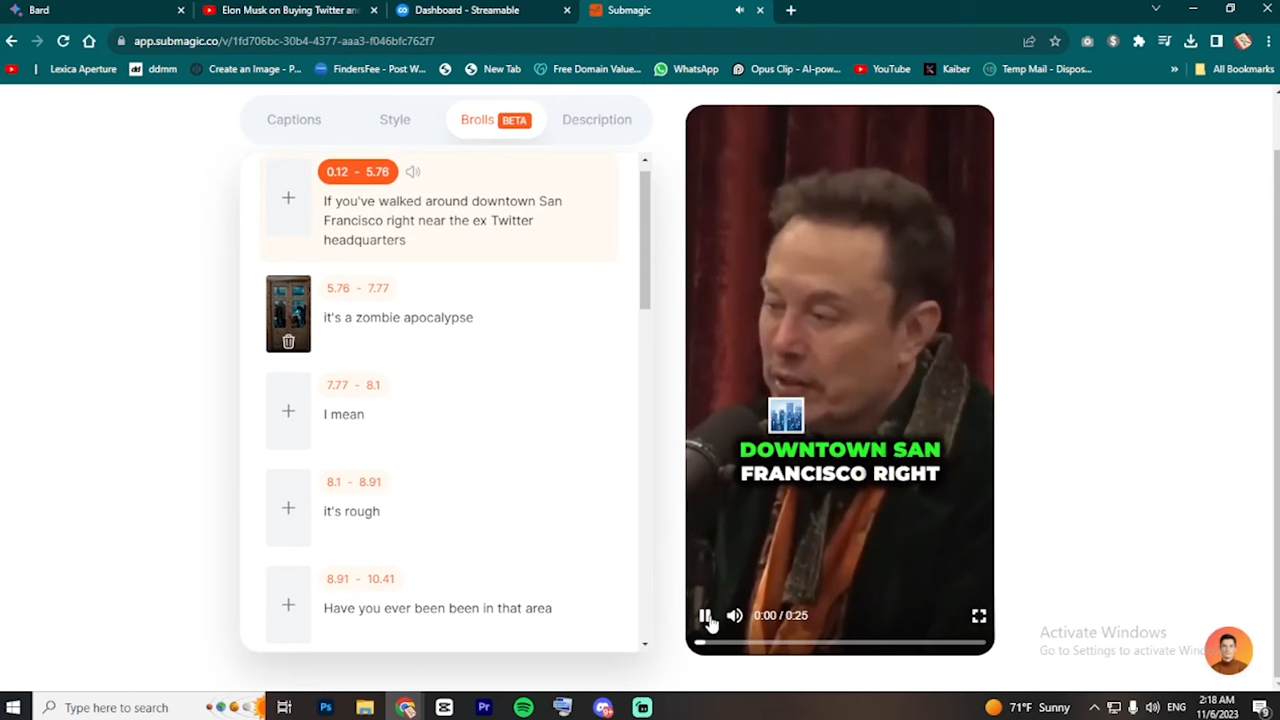 Bard
Elon Musk on Buying Twitter and
Dashboard - Streamable
Submagic
app.submagic.co/v/1fd706bc-30b4-4377-aaa3-f046bfc762f7
Lexica Aperture
dd
ddmm
Create an Image - P...
FindersFee - Post W...
New Tab
Free Domain Value...
WhatsApp
Opus Clip - AI-pow...
YouTube
Kaiber
Temp Mail - Dispos...
»
All Bookmarks
Captions
Style
Brolls BETA
Description
0.12 - 5.76
If you've walked around downtown San
Francisco right near the ex Twitter
headquarters
5.76 - 7.77
it's a zombie apocalypse
7.77 - 8.1
I mean
8.1 - 8.91
it's rough
8.91 - 10.41
Have you ever been been in that area
DOWNTOWN SAN
FRANCISCO RIGHT
0:00 / 0:25
Activate Windows
Go to Settings to activate
Type here to search
Ps
Pr
71°F Sunny
ENG
2:18 AM
11/6/2023
9